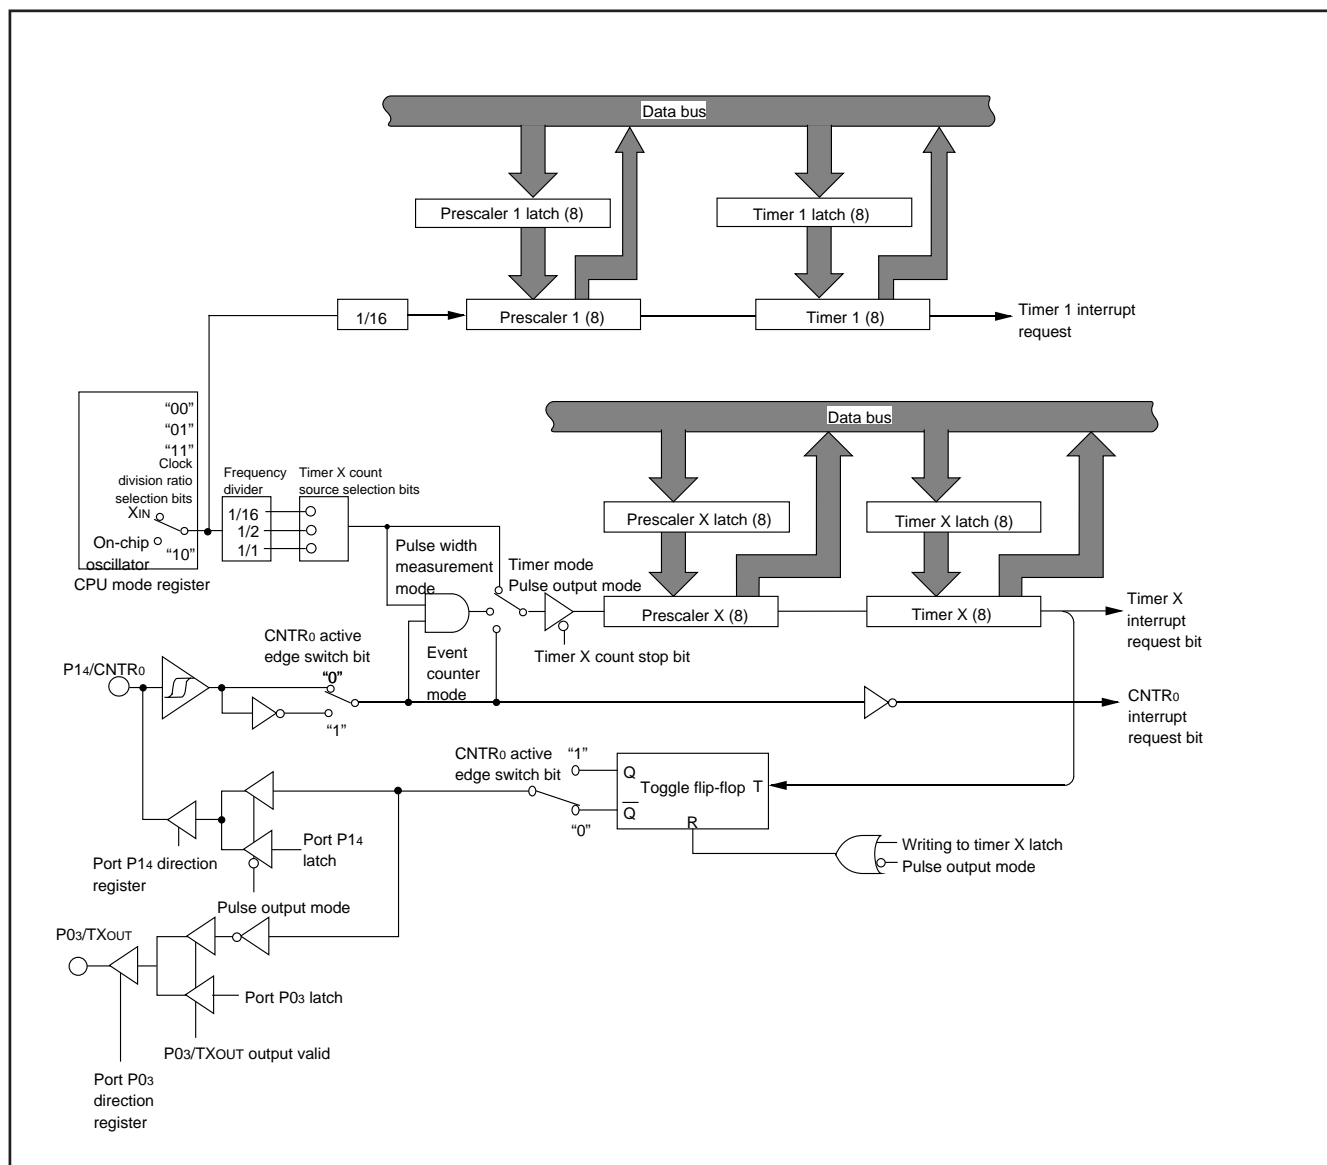 Data bus
Prescaler 1 latch (8)
Timer 1 latch (8)
1/16
Prescaler 1 (8)
Timer 1 (8)
Timer 1 interrupt
request
“00”
“01”
“11”
Clock
division ratio
selection bits
XIN
On-chip
oscillator
“10”
CPU mode register
Frequency
divider
1/16
1/2
1/1
Timer X count
source selection bits
Data bus
Prescaler X latch (8)
Timer X latch (8)
Pulse width
measurement
mode
Timer mode
Pulse output mode
Prescaler X (8)
Timer X (8)
Timer X
interrupt
request bit
Timer X count stop bit
Event
counter
mode
CNTR0 active
edge switch bit
“0”
“1”
P14/CNTR0
CNTR0
interrupt
request bit
CNTR0 active
edge switch bit
“1”
“0”
Q
Toggle flip-flop
T
Q
R
Writing to timer X latch
Pulse output mode
Port P14
latch
Port P14 direction
register
Pulse output mode
P03/TXOUT
Port P03 latch
P03/TXOUT output valid
Port P03
direction
register